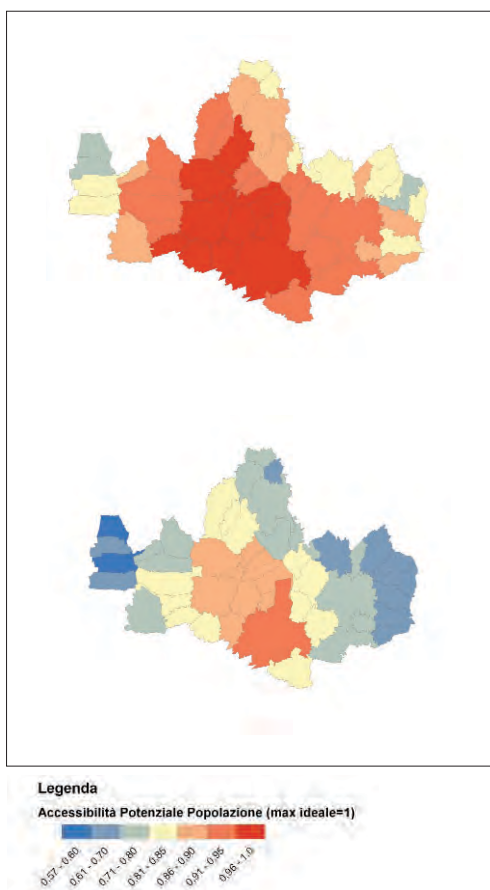 Legenda
Accessibilità Potenziale Popolazione (max ideale=1)
0.57 - 0.60
0.61 - 0.70
0.71 - 0.80
0.81 - 0.85
0.86 - 0.90
0.91 - 0.95
0.96 - 1.0